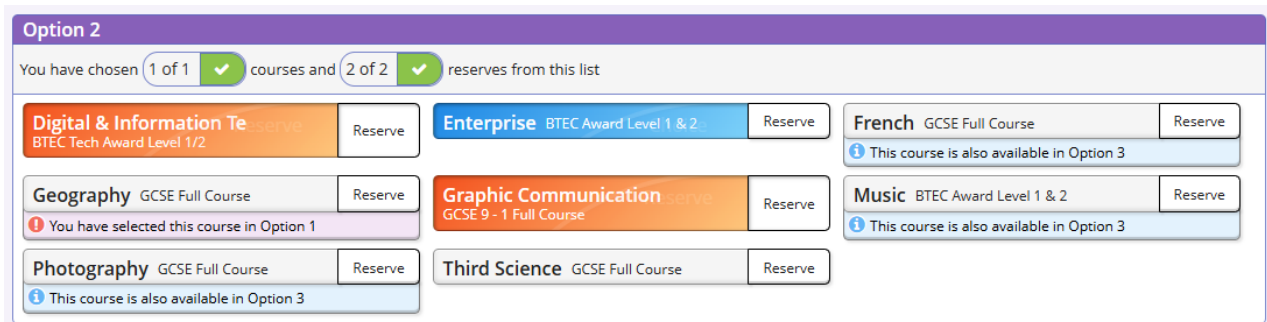 Option 2
You have chosen 1 of 1 courses and 2 of 2 reserves from this list
Digital & Information Te Reserve
BTEC Tech Award Level 1/2
Enterprise BTEC Award Level 1 & 2 Reserve
French GCSE Full Course Reserve
This course is also available in Option 3
Geography GCSE Full Course Reserve
You have selected this course in Option 1
Graphic Communication Reserve
GCSE 9 - 1 Full Course
Music BTEC Award Level 1 & 2 Reserve
This course is also available in Option 3
Photography GCSE Full Course Reserve
This course is also available in Option 3
Third Science GCSE Full Course Reserve